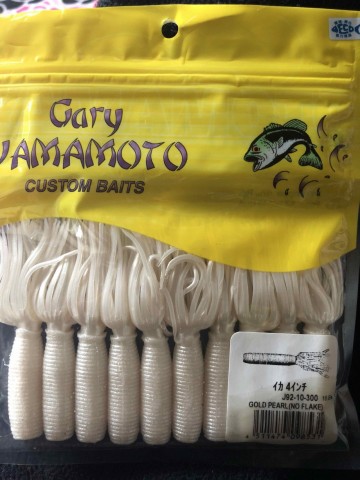 Gary
YAMAMOTO
CUSTOM BAITS
イカ 4インチ
J92-10-300
GOLD PEARL(NO FLAKE)